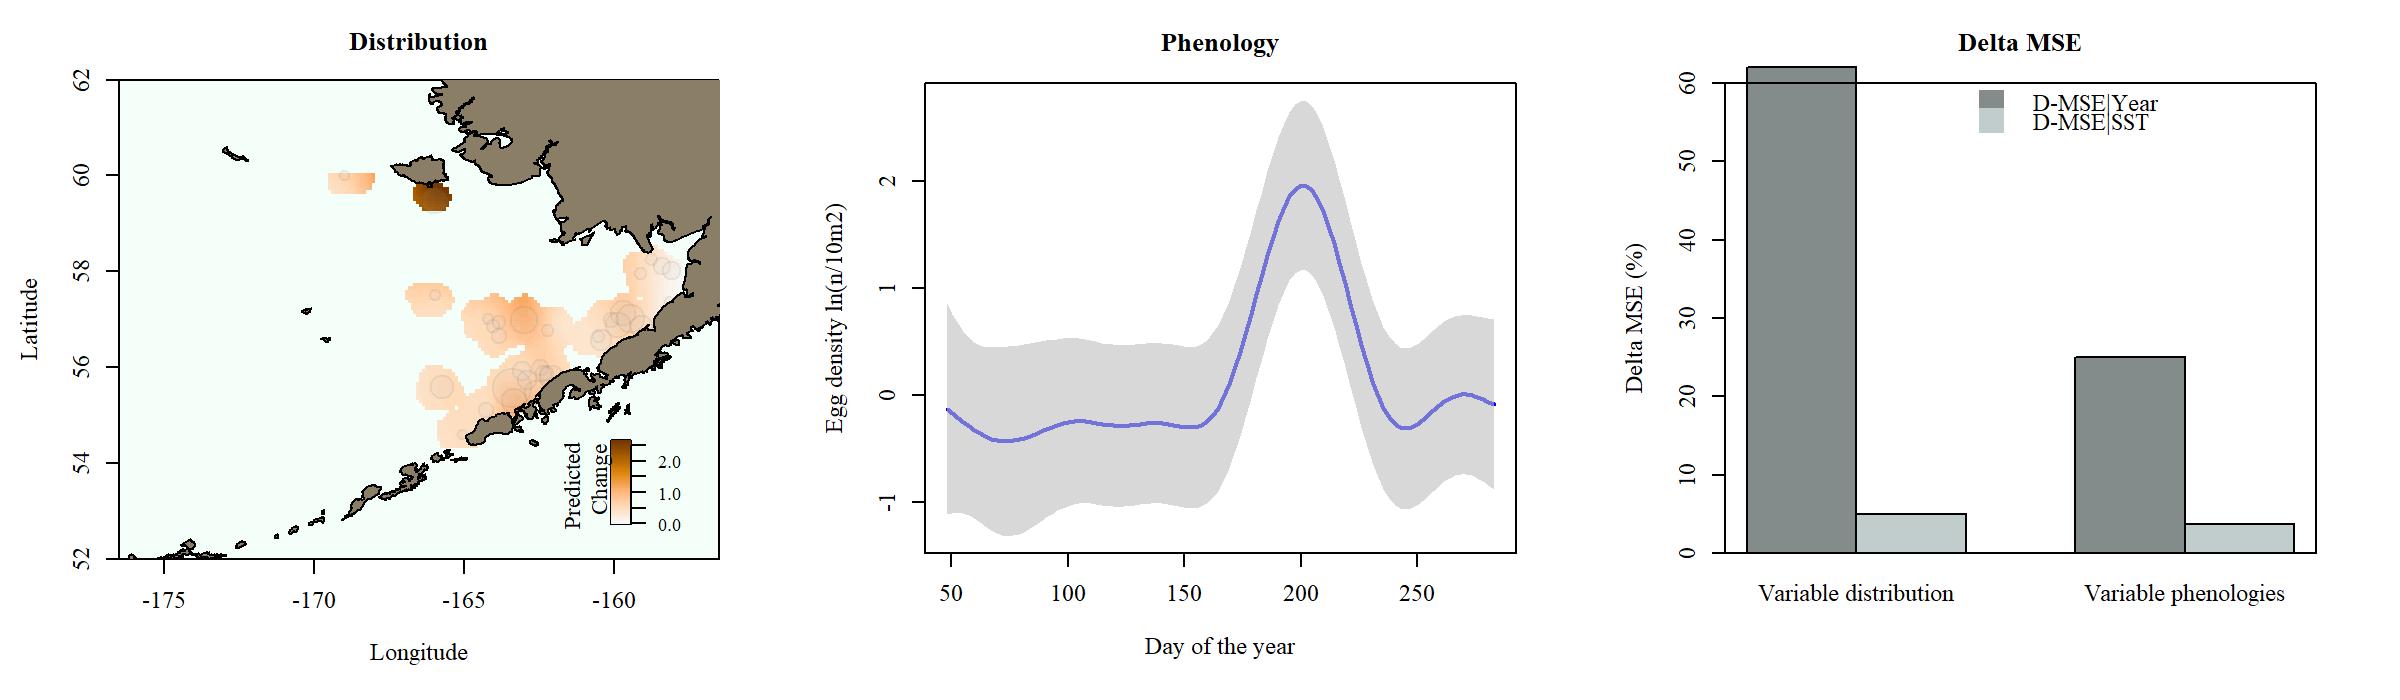 Distribution
Latitude
62
60
58
56
54
52
-175
-170
-165
-160
Longitude
Predicted
Change
2.0
1.0
0.0
Phenology
Egg density ln(n/10m2)
2
1
0
-1
50
100
150
200
250
Day of the year
Delta MSE
Delta MSE (%)
60
50
40
30
20
10
0
D-MSE|Year
D-MSE|SST
Variable distribution
Variable phenologies